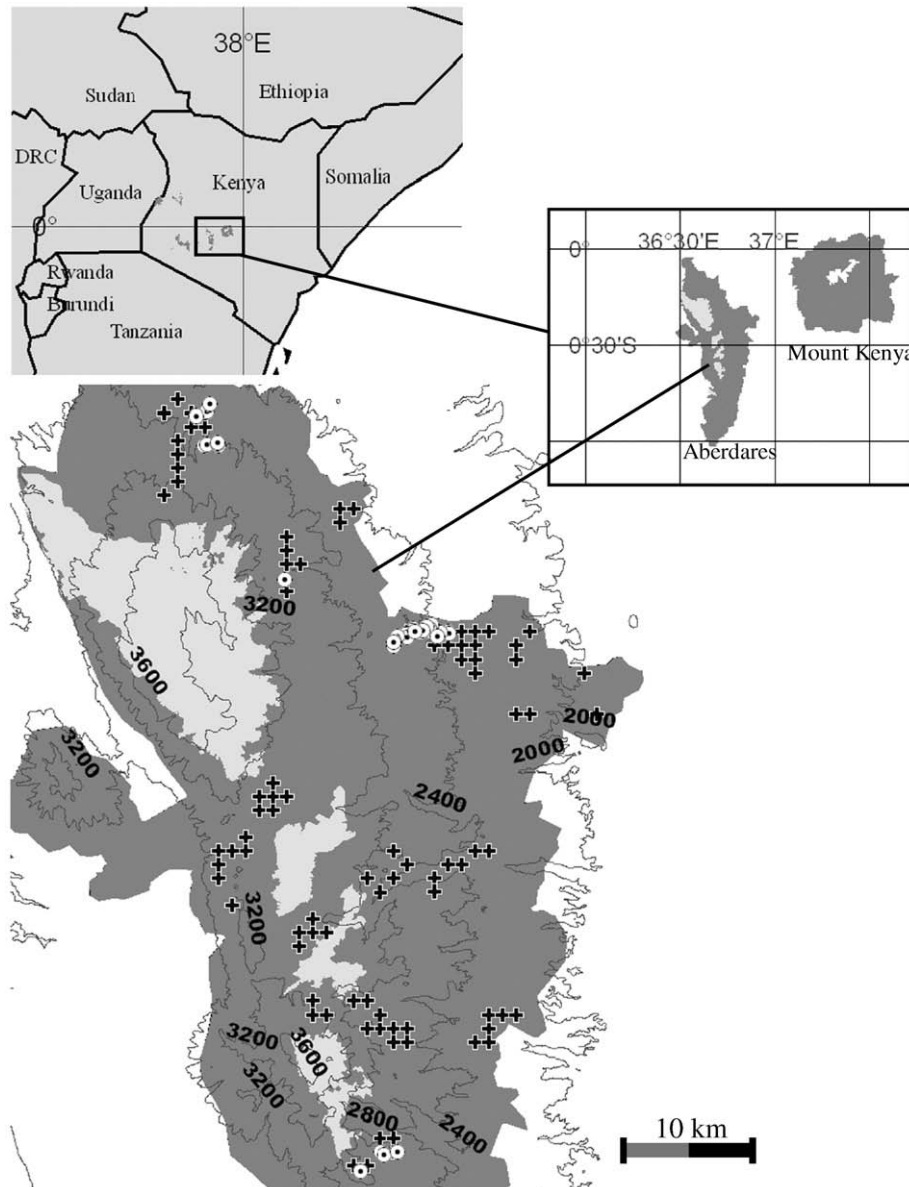 38°E
Sudan
Ethiopia
DRC
Uganda
Kenya
Somalia
0°
Rwanda
Burundi
Tanzania
36°30'E
37°E
0°
0°30'S
Mount Kenya
Aberdares
3200
3600
3200
2000
2000
2400
3200
3200
3600
3200
2800
2400
10 km